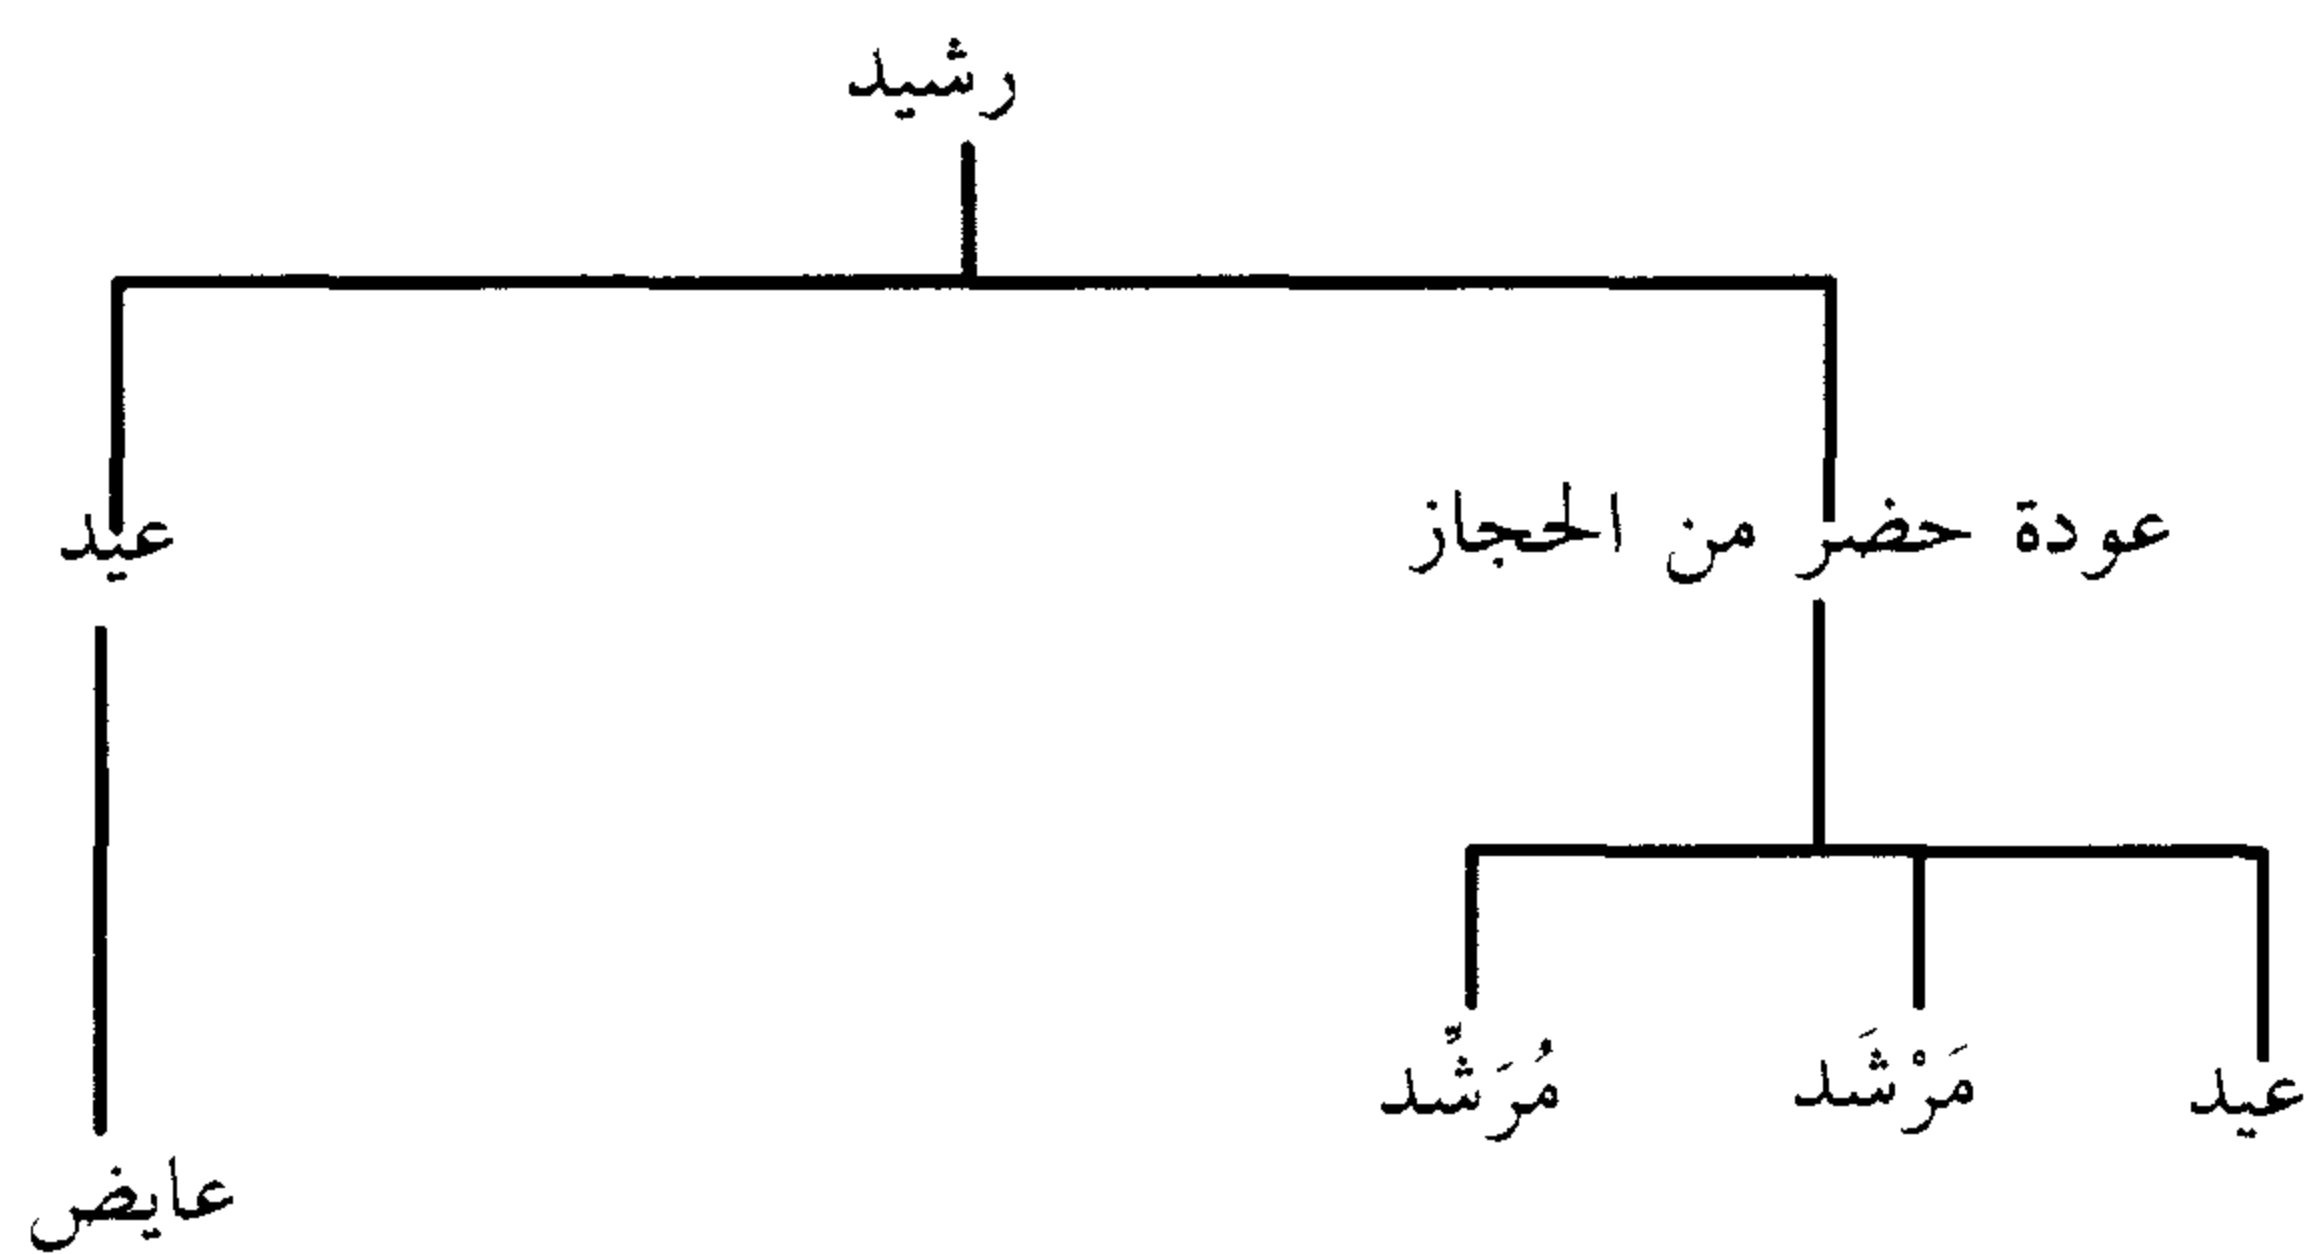 رشيد
عودة حضر من الحجاز
عيد
عيد
مَرْشَد
مُرَشَّد
عايض